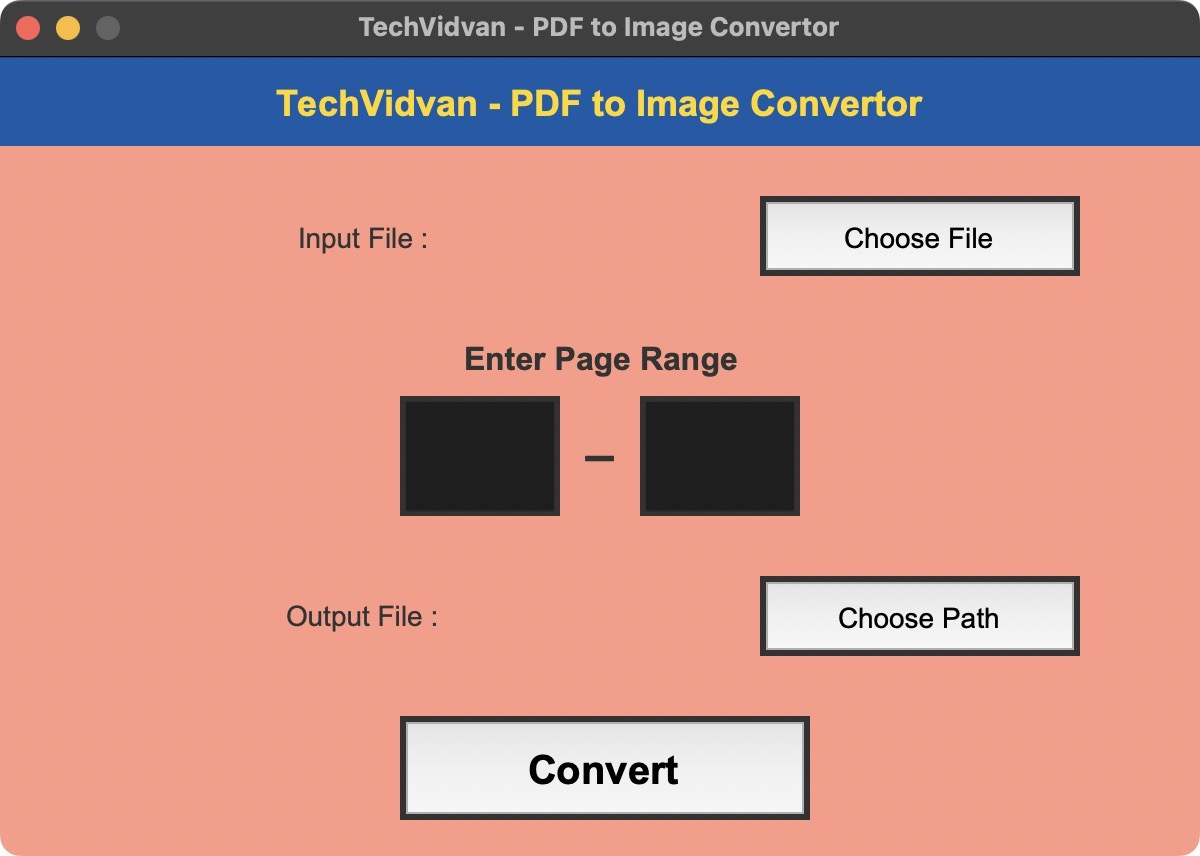 TechVidvan - PDF to Image Convertor
TechVidvan - PDF to Image Convertor
Input File :
Choose File
Enter Page Range
–
Output File :
Choose Path
Convert